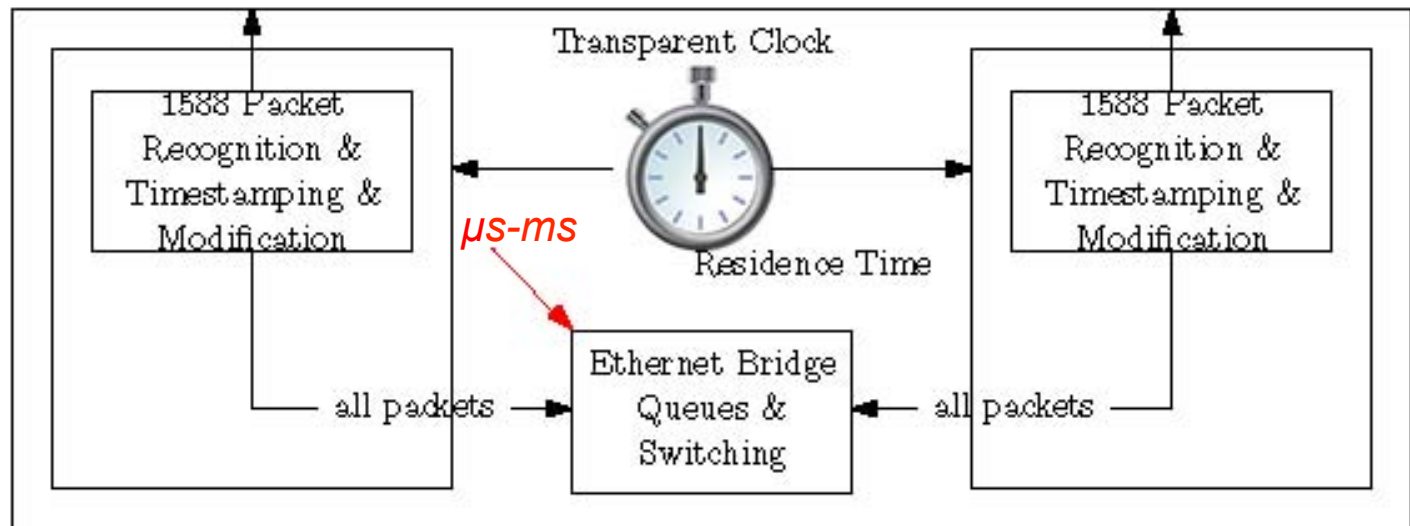 Transparent Clock
1588 Packet
Recognition &
Timestamping &
Modification
µs-ms
Residence Time
1588 Packet
Recognition &
Timestamping &
Modification
Ethernet Bridge
Queues &
Switching
all packets
all packets